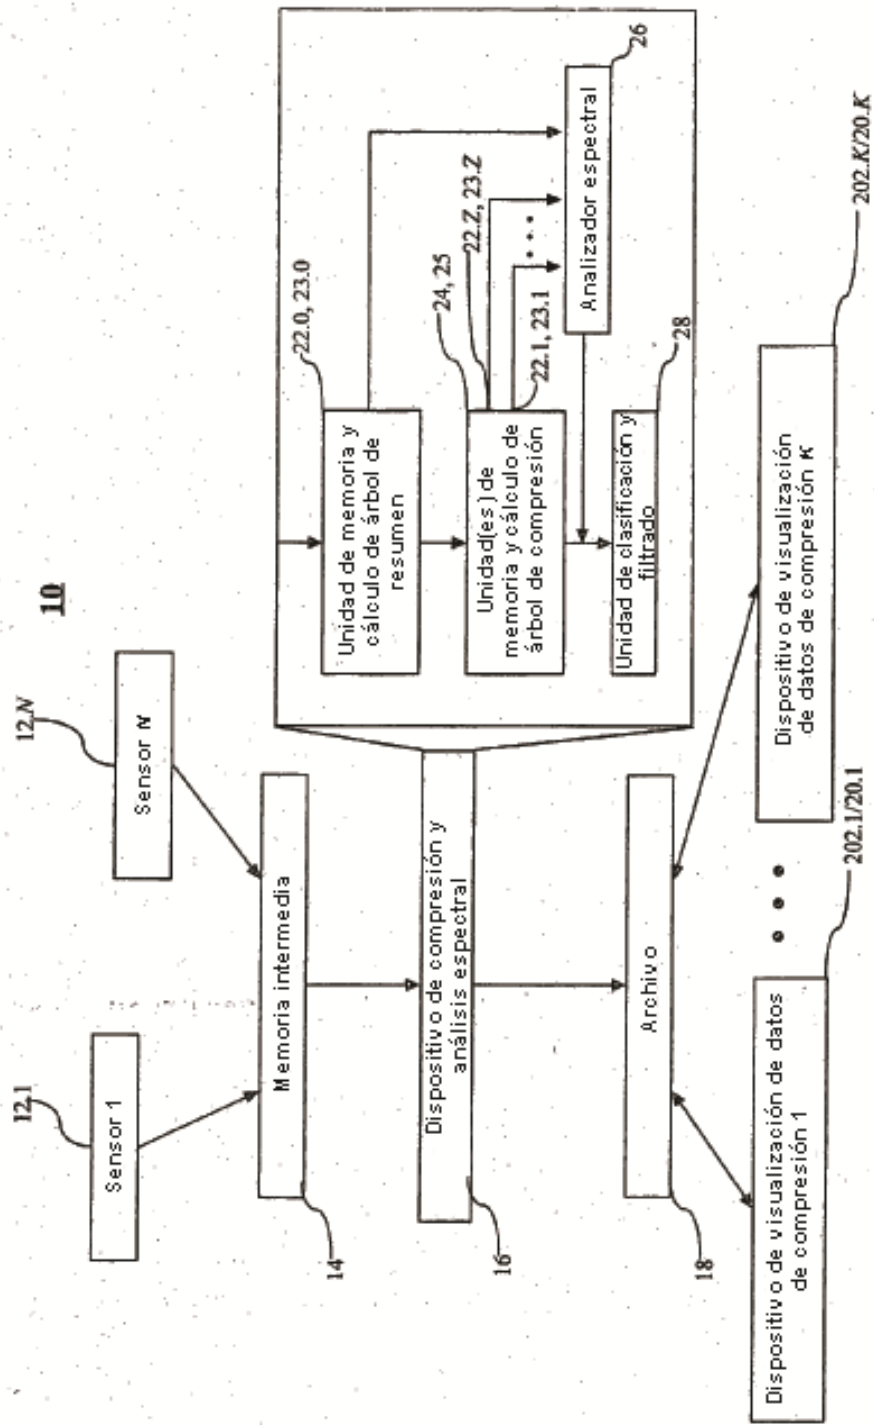 10
12.1
Sensor 1
12.N
Sensor N
Memoria intermedia
14
Dispositivo de compresión y
análisis espectral
16
Archivo
18
Dispositivo de visualización de datos
de compresión 1
202.1/20.1
Dispositivo de visualización
de datos de compresión K
202.K/20.K
22.0, 23.0
Unidad de memoria y
cálculo de árbol de
resumen
24, 25
22.Z, 23.Z
22.1, 23.1
Unidad(es) de
memoria y cálculo de
árbol de compresión
26
Analizador espectral
28
Unidad de clasificación y
filtrado